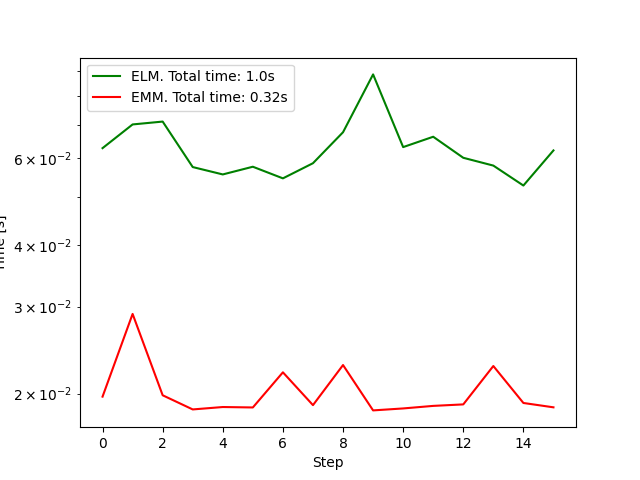 ELM. Total time: 1.0s
EMM. Total time: 0.32s
6 × 10⁻²
4 × 10⁻²
3 × 10⁻²
2 × 10⁻²
Time [s]
0 2 4 6 8 10 12 14
Step